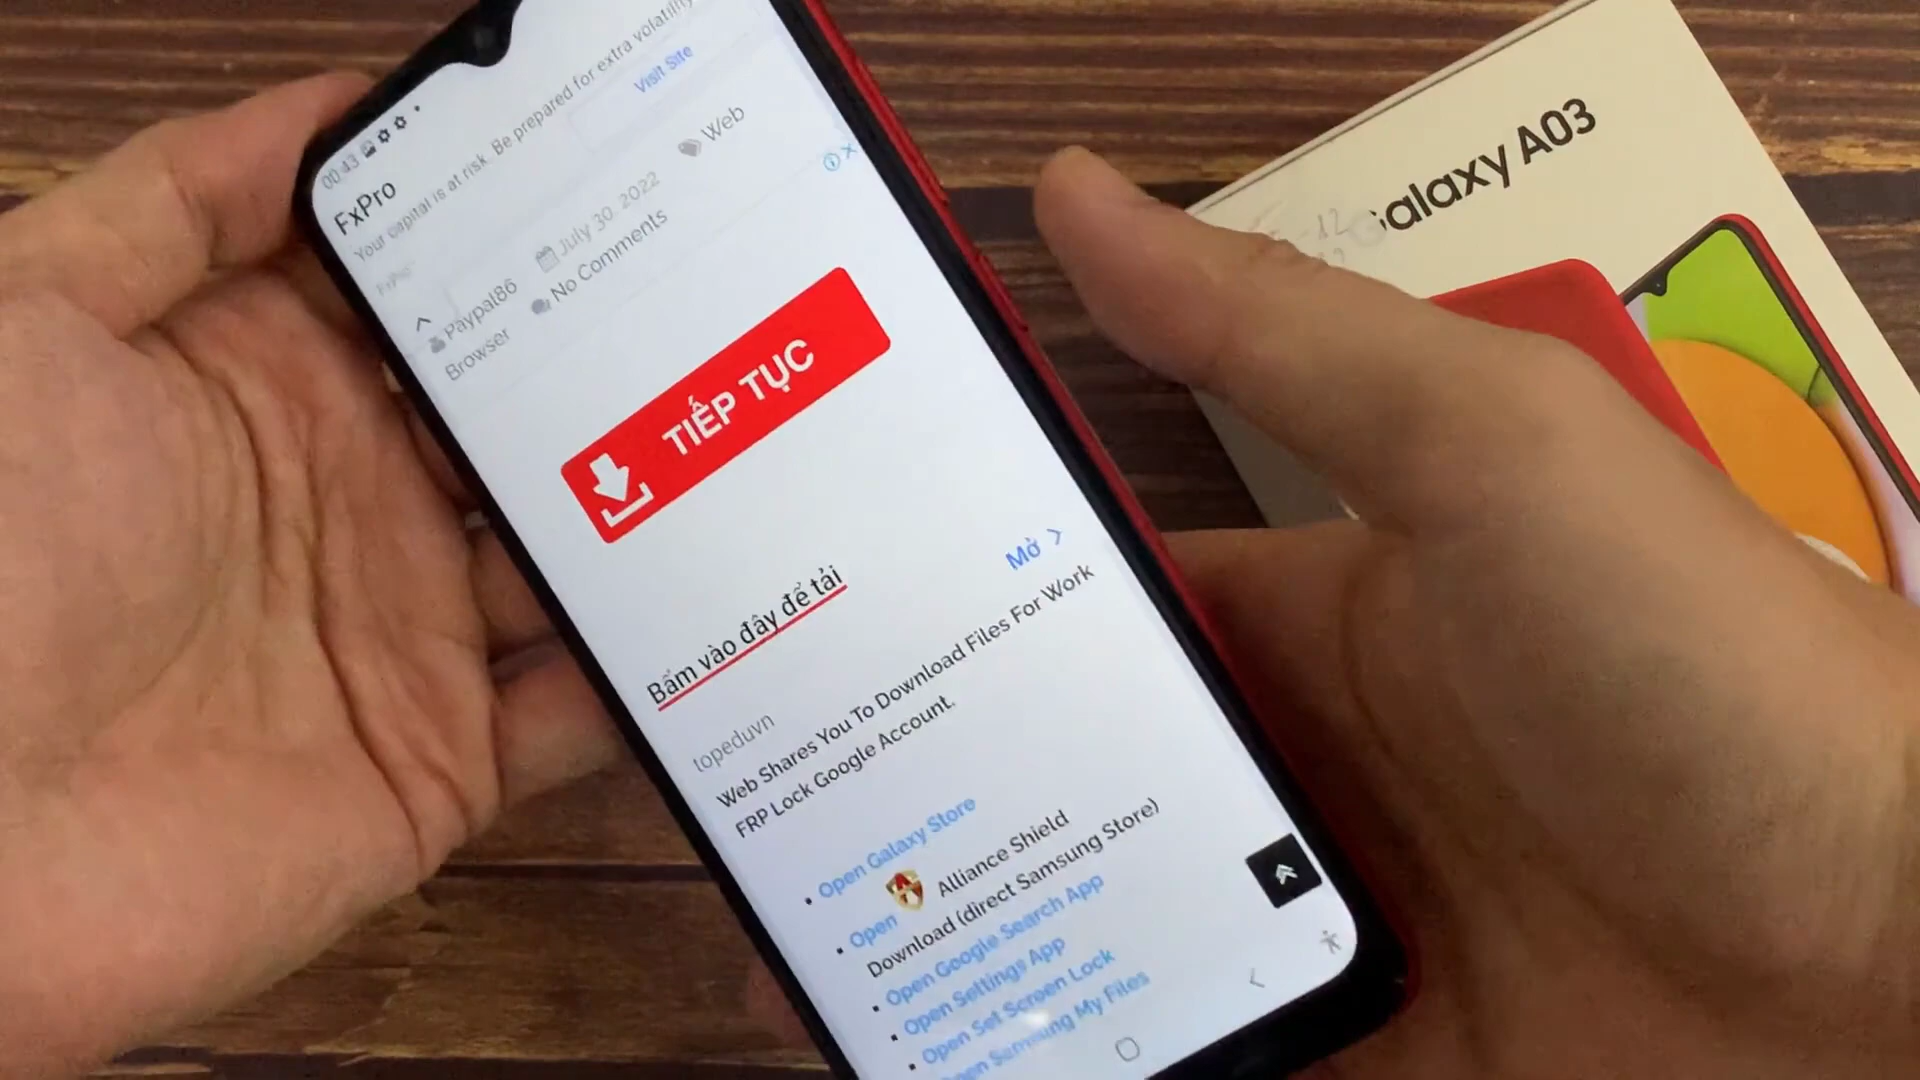 00:43
FxPro
Your capital is at risk. Be prepared for extra volatility
FxPro
Visit Site
Paypal86 July 30, 2022 Web
Browser No Comments
TIẾP TỤC
Bấm vào đây để tải
Mở
topeduvn
Web Shares You To Download Files For Work
FRP Lock Google Account.
Open Galaxy Store
Open Alliance Shield
Download (direct Samsung Store)
Open Google Search App
Open Settings App
Open Set Screen Lock
Open Samsung My Files
Galaxy A03